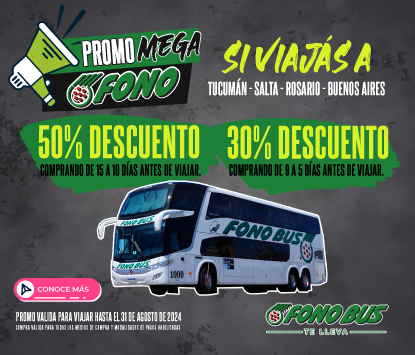 PROMO MEGA
FONO
SI VIAJÁS A
TUCUMÁN - SALTA - ROSARIO - BUENOS AIRES
50% DESCUENTO
COMPRANDO DE 15 A 10 DÍAS ANTES DE VIAJAR.
30% DESCUENTO
COMPRANDO DE 9 A 5 DÍAS ANTES DE VIAJAR.
FONO BUS
FONO BUS
1000
CONOCE MÁS
PROMO VALIDA PARA VIAJAR HASTA EL 31 DE AGOSTO DE 2024
COMPRA VALIDA PARA TODOS LOS MEDIOS DE COMPRA Y MODALIDADES DE PAGOS HABILITADAS
FONO BUS
TE LLEVA